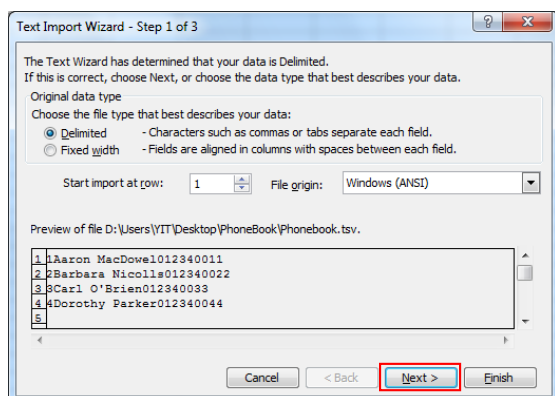 Text Import Wizard - Step 1 of 3
The Text Wizard has determined that your data is Delimited.
If this is correct, choose Next, or choose the data type that best describes your data.
Original data type
Choose the file type that best describes your data:
Delimited - Characters such as commas or tabs separate each field.
Fixed width - Fields are aligned in columns with spaces between each field.
Start import at row: 1 File origin: Windows (ANSI)
Preview of file D:\Users\YIT\Desktop\PhoneBook\Phonebook.tsv.
1 1Aaron MacDowel012340011
2 2Barbara Nicolls012340022
3 3Carl O'Brien012340033
4 4Dorothy Parker012340044
5
Cancel < Back Next > Finish